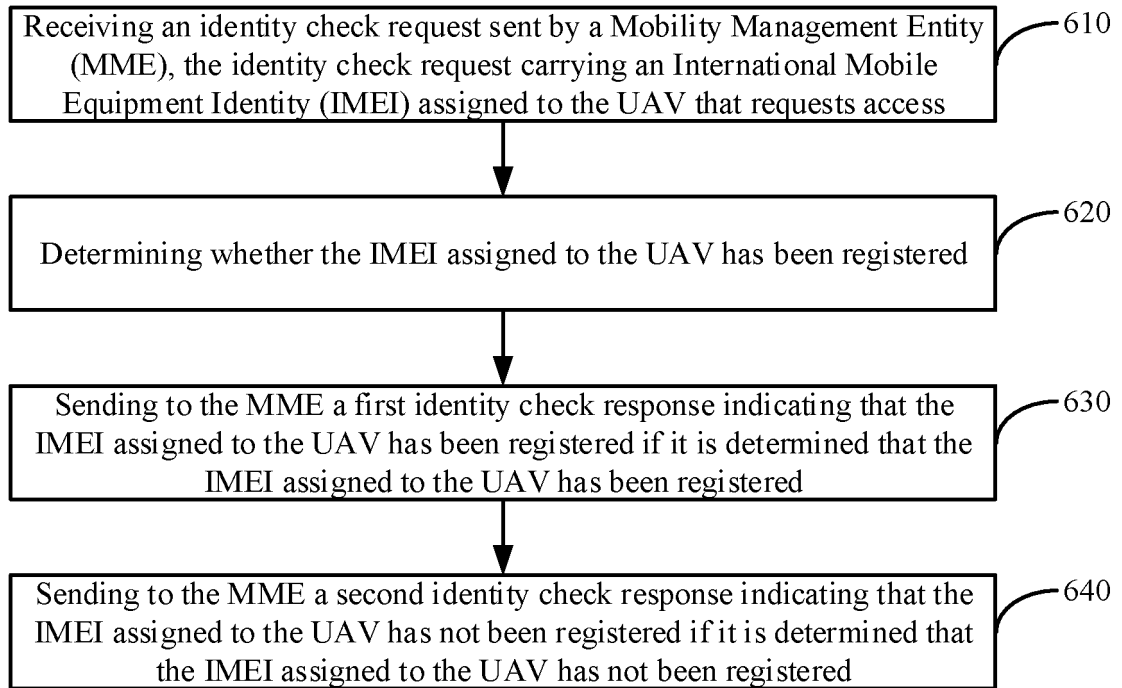 Receiving an identity check request sent by a Mobility Management Entity
(MME), the identity check request carrying an International Mobile
Equipment Identity (IMEI) assigned to the UAV that requests access
610
Determining whether the IMEI assigned to the UAV has been registered
620
Sending to the MME a first identity check response indicating that the
IMEI assigned to the UAV has been registered if it is determined that the
IMEI assigned to the UAV has been registered
630
Sending to the MME a second identity check response indicating that the
IMEI assigned to the UAV has not been registered if it is determined that
the IMEI assigned to the UAV has not been registered
640